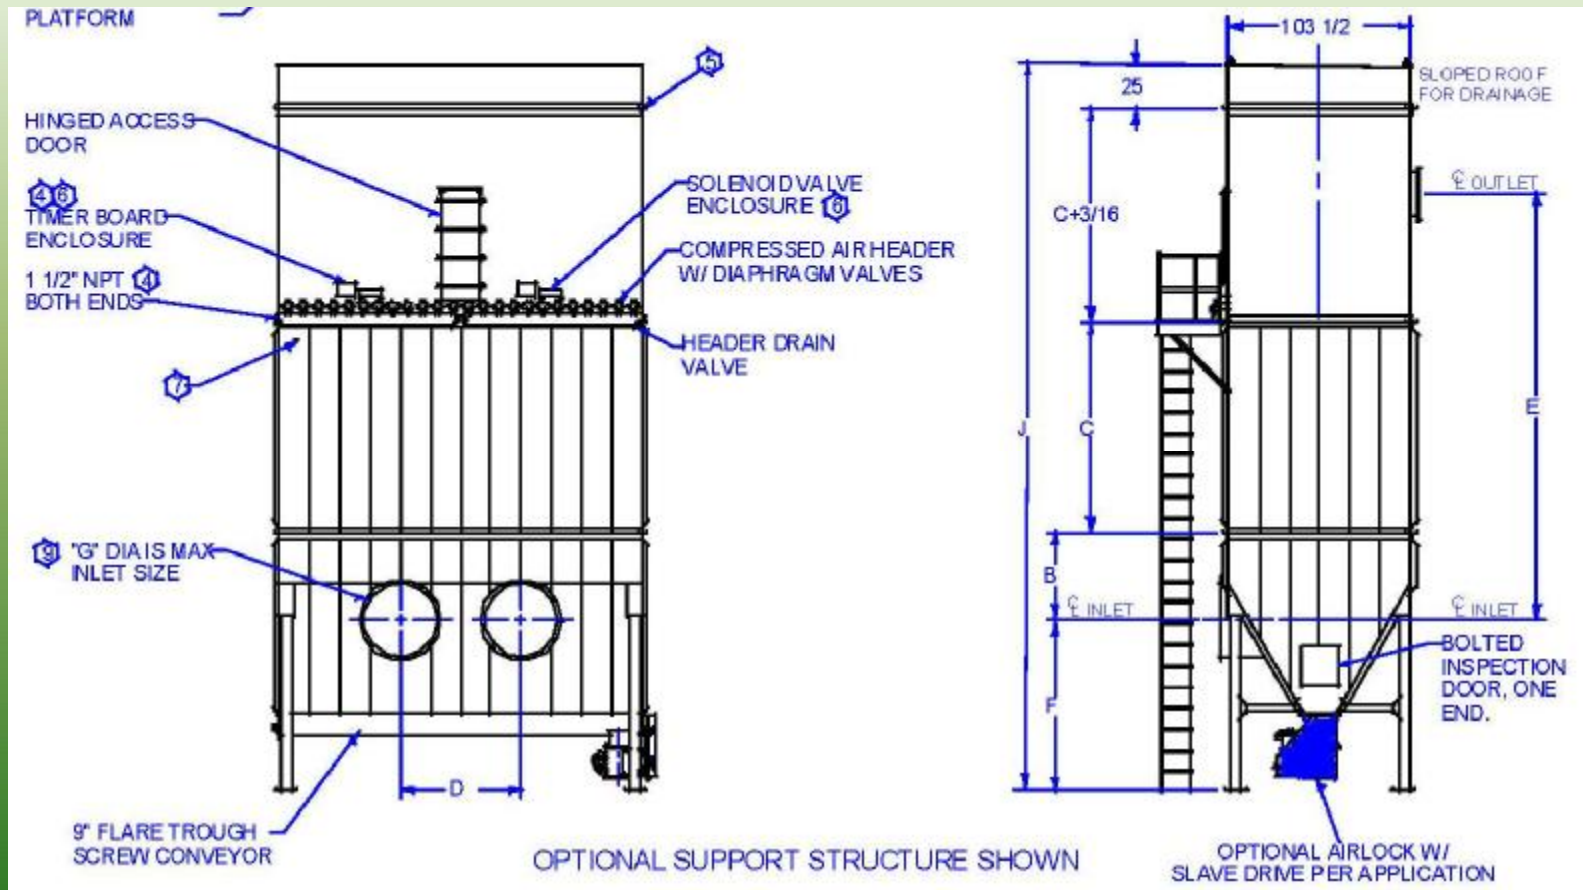 PLATFORM
HINGED ACCESS
DOOR
4 6
TIMER BOARD
ENCLOSURE
1 1/2" NPT 4
BOTH ENDS
7
9 "G" DIA IS MAX
INLET SIZE
9" FLARE TROUGH
SCREW CONVEYOR
5
SOLENOID VALVE
ENCLOSURE 6
COMPRESSED AIR HEADER
W/ DIAPHRAGM VALVES
HEADER DRAIN
VALVE
D
OPTIONAL SUPPORT STRUCTURE SHOWN
103 1/2
25
SLOPED ROOF
FOR DRAINAGE
C+3/16
℄ OUTLET
J
C
E
B
℄ INLET
℄ INLET
F
BOLTED
INSPECTION
DOOR, ONE
END.
OPTIONAL AIRLOCK W/
SLAVE DRIVE PER APPLICATION